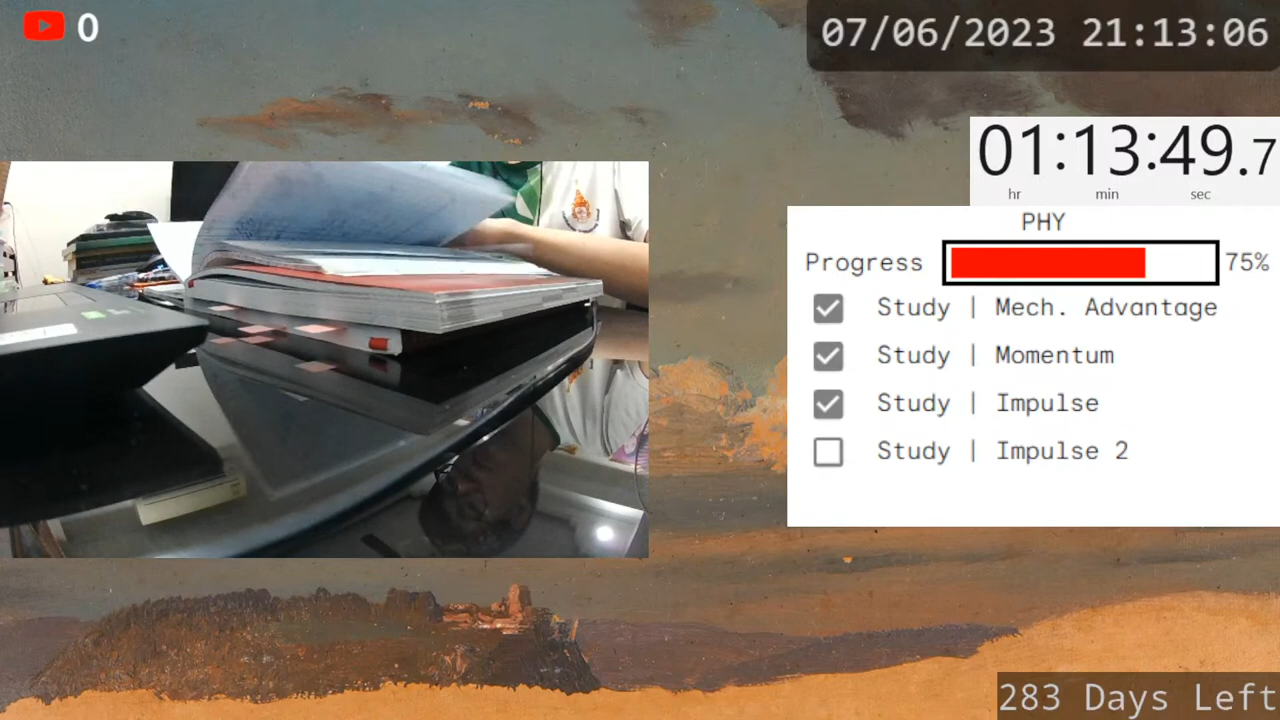 0
07/06/2023 21:13:06
01:13:49.7
hr min sec
PHY
Progress 75%
Study | Mech. Advantage
Study | Momentum
Study | Impulse
Study | Impulse 2
283 Days Left